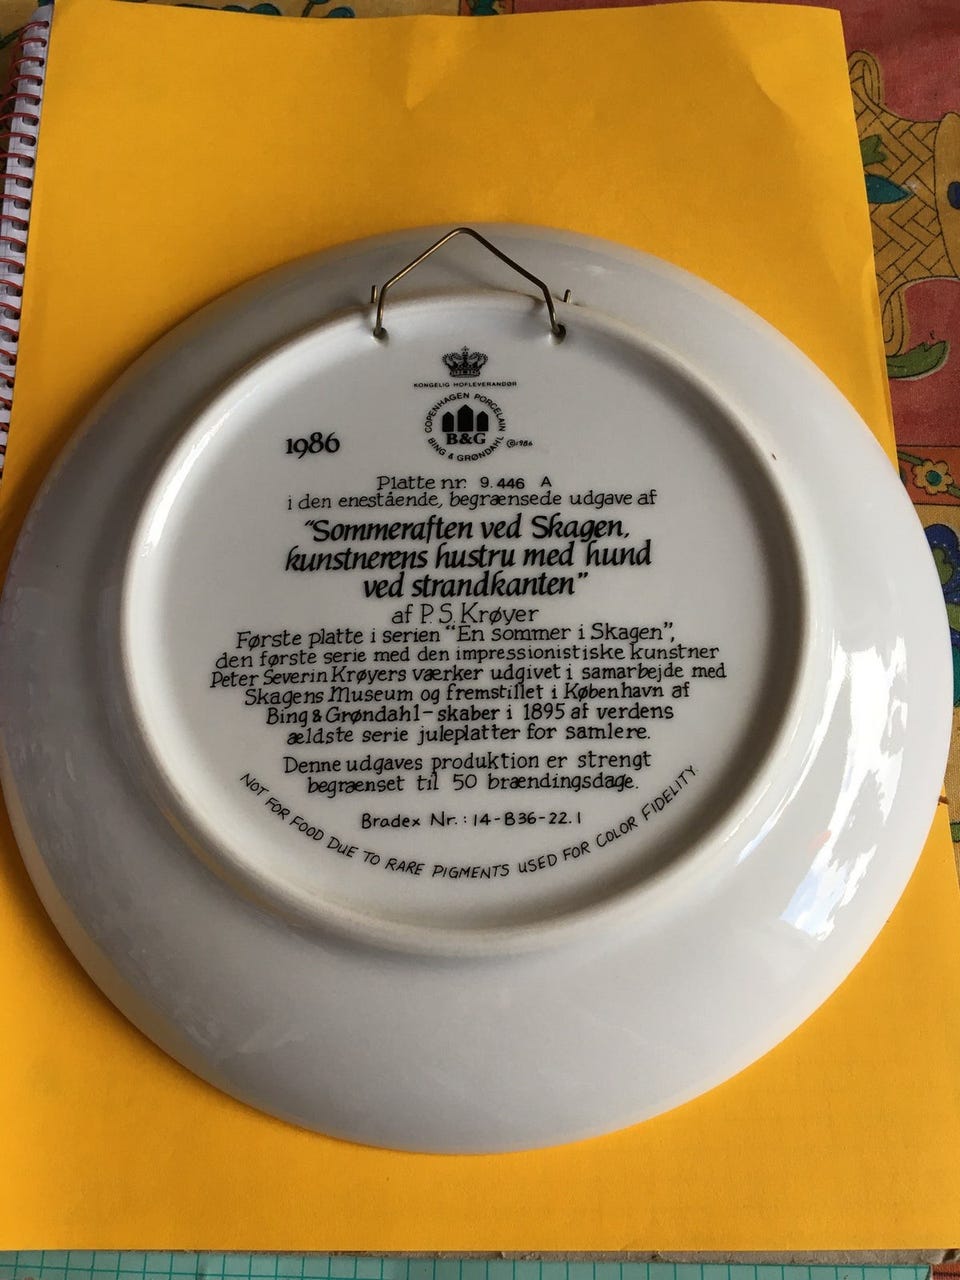 KONGELIG HOFLEVERANDØR
COPENHAGEN PORCELAIN
B&G
BING & GRØNDAHL
© 1986
1986
Platte nr. 9.446 A
i den enestående, begrænsede udgave af
“Sommeraften ved Skagen,
kunstnerens hustru med hund
ved strandkanten”
af P. S. Krøyer
Første platte i serien “En sommer i Skagen”,
den første serie med den impressionistiske kunstner
Peter Severin Krøyers værker udgivet i samarbejde med
Skagens Museum og fremstillet i København af
Bing & Grøndahl – skaber i 1895 af verdens
ældste serie juleplatter for samlere.
Denne udgaves produktion er strengt
begrænset til 50 brændingsdage.
Bradex Nr.: 14-B36-22.1
NOT FOR FOOD DUE TO RARE PIGMENTS USED FOR COLOR FIDELITY.